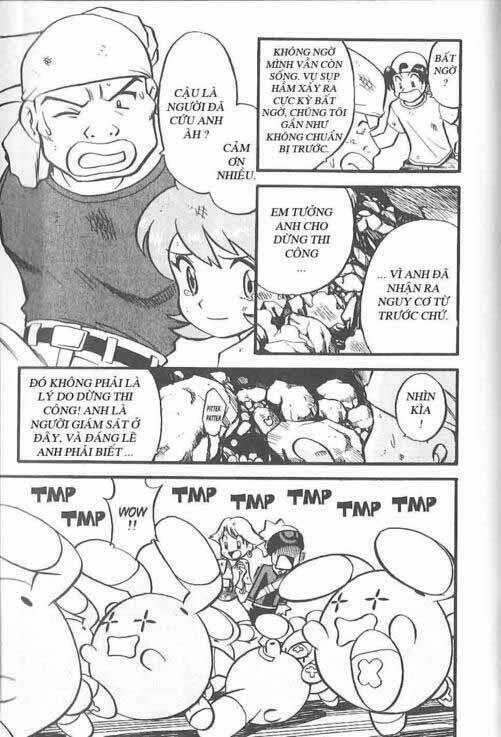 CẬU LÀ
NGƯỜI ĐÃ
CỨU ANH
ÀH ?
CẢM
ƠN
NHIỀU.
KHÔNG NGỜ
MÌNH VẪN CÒN
SỐNG. VỤ SỤP
HẦM XẢY RA
CỰC KỲ BẤT
NGỜ, CHÚNG TÔI
GẦN NHƯ
KHÔNG CHUẨN
BỊ TRƯỚC.
BẤT
NGỜ ?
EM TƯỞNG
ANH CHO
DỪNG THI
CÔNG
...
... VÌ ANH ĐÃ
NHẬN RA
NGUY CƠ TỪ
TRƯỚC CHỨ.
ĐÓ KHÔNG PHẢI LÀ
LÝ DO DỪNG THI
CÔNG! ANH LÀ
NGƯỜI GIÁM SÁT Ở
ĐÂY, VÀ ĐÁNG LẼ
ANH PHẢI BIẾT ...
PITTER
PATTER
NHÌN
KÌA
!
TMP
TMP
WOW
!!
TMP
TMP
TMP
TMP
TMP